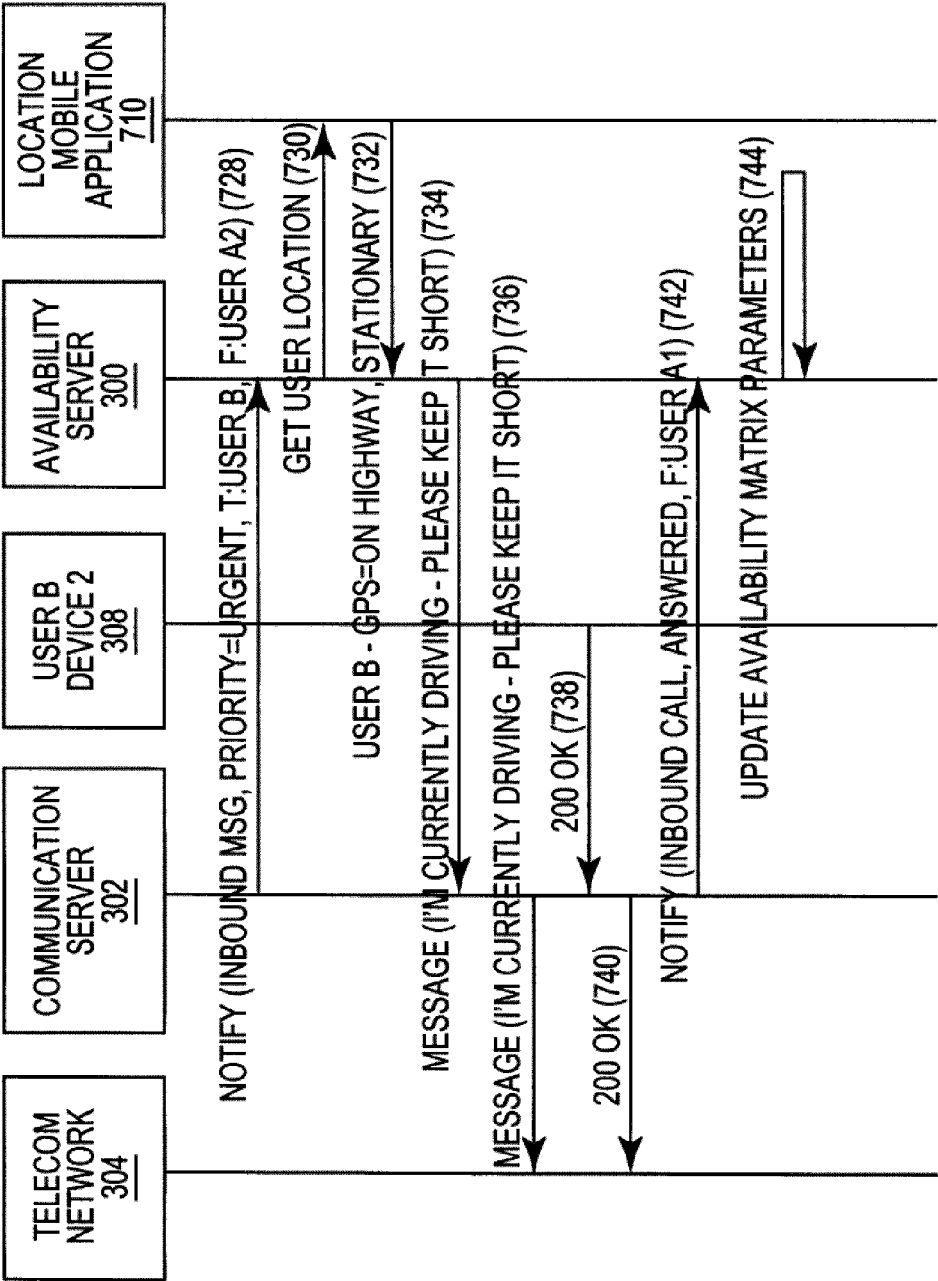 TELECOM
NETWORK
304
COMMUNICATION
SERVER
302
USER B
DEVICE 2
308
AVAILABILITY
SERVER
300
LOCATION
MOBILE
APPLICATION
710
NOTIFY (INBOUND MSG, PRIORITY=URGENT, T:USER B, F:USER A2) (728)
GET USER LOCATION (730)
USER B - GPS=ON HIGHWAY, STATIONARY (732)
MESSAGE (I'M CURRENTLY DRIVING - PLEASE KEEP T SHORT) (734)
MESSAGE (I'M CURRENTLY DRIVING - PLEASE KEEP IT SHORT) (736)
200 OK (738)
200 OK (740)
NOTIFY (INBOUND CALL, ANSWERED, F:USER A1) (742)
UPDATE AVAILABILITY MATRIX PARAMETERS (744)